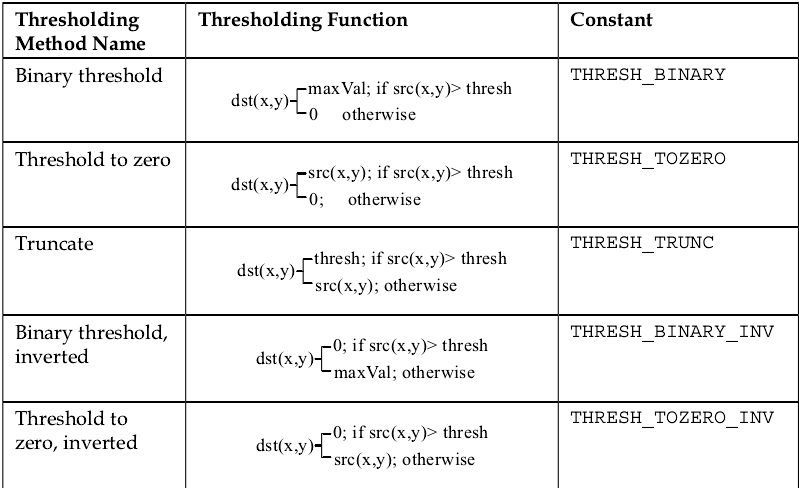 Thresholding Method Name
Thresholding Function
Constant
Binary threshold
dst(x,y)
maxVal; if src(x,y)> thresh
0 otherwise
THRESH_BINARY
Threshold to zero
dst(x,y)
src(x,y); if src(x,y)> thresh
0; otherwise
THRESH_TOZERO
Truncate
dst(x,y)
thresh; if src(x,y)> thresh
src(x,y); otherwise
THRESH_TRUNC
Binary threshold,
inverted
dst(x,y)
0; if src(x,y)> thresh
maxVal; otherwise
THRESH_BINARY_INV
Threshold to
zero, inverted
dst(x,y)
0; if src(x,y)> thresh
src(x,y); otherwise
THRESH_TOZERO_INV